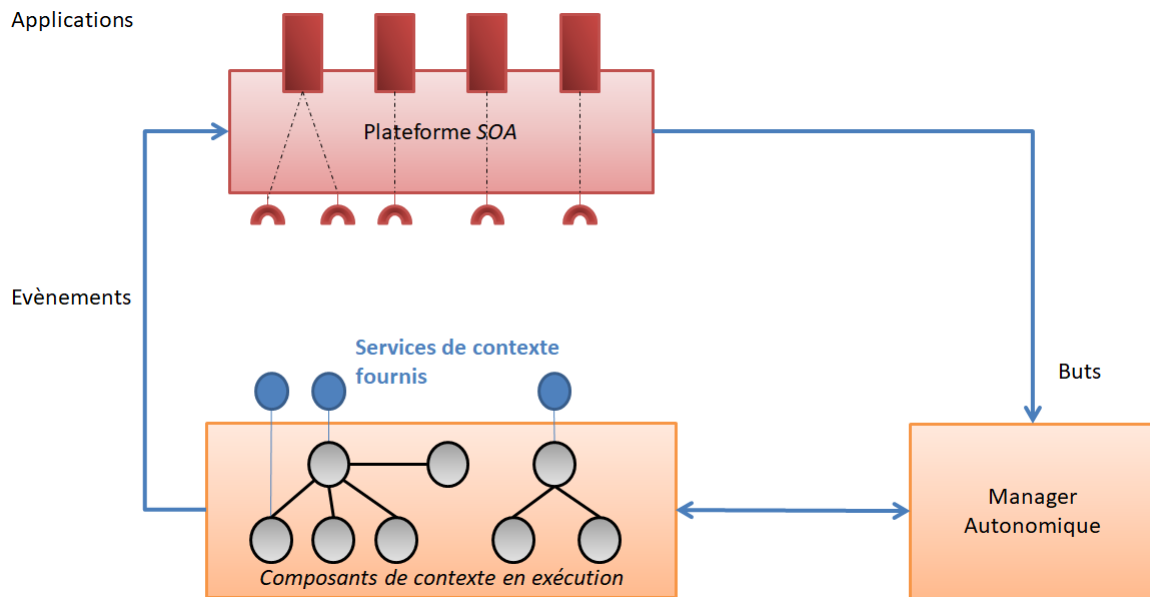 Applications
Plateforme SOA
Evènements
Services de contexte
fournis
Buts
Manager
Autonomique
Composants de contexte en exécution